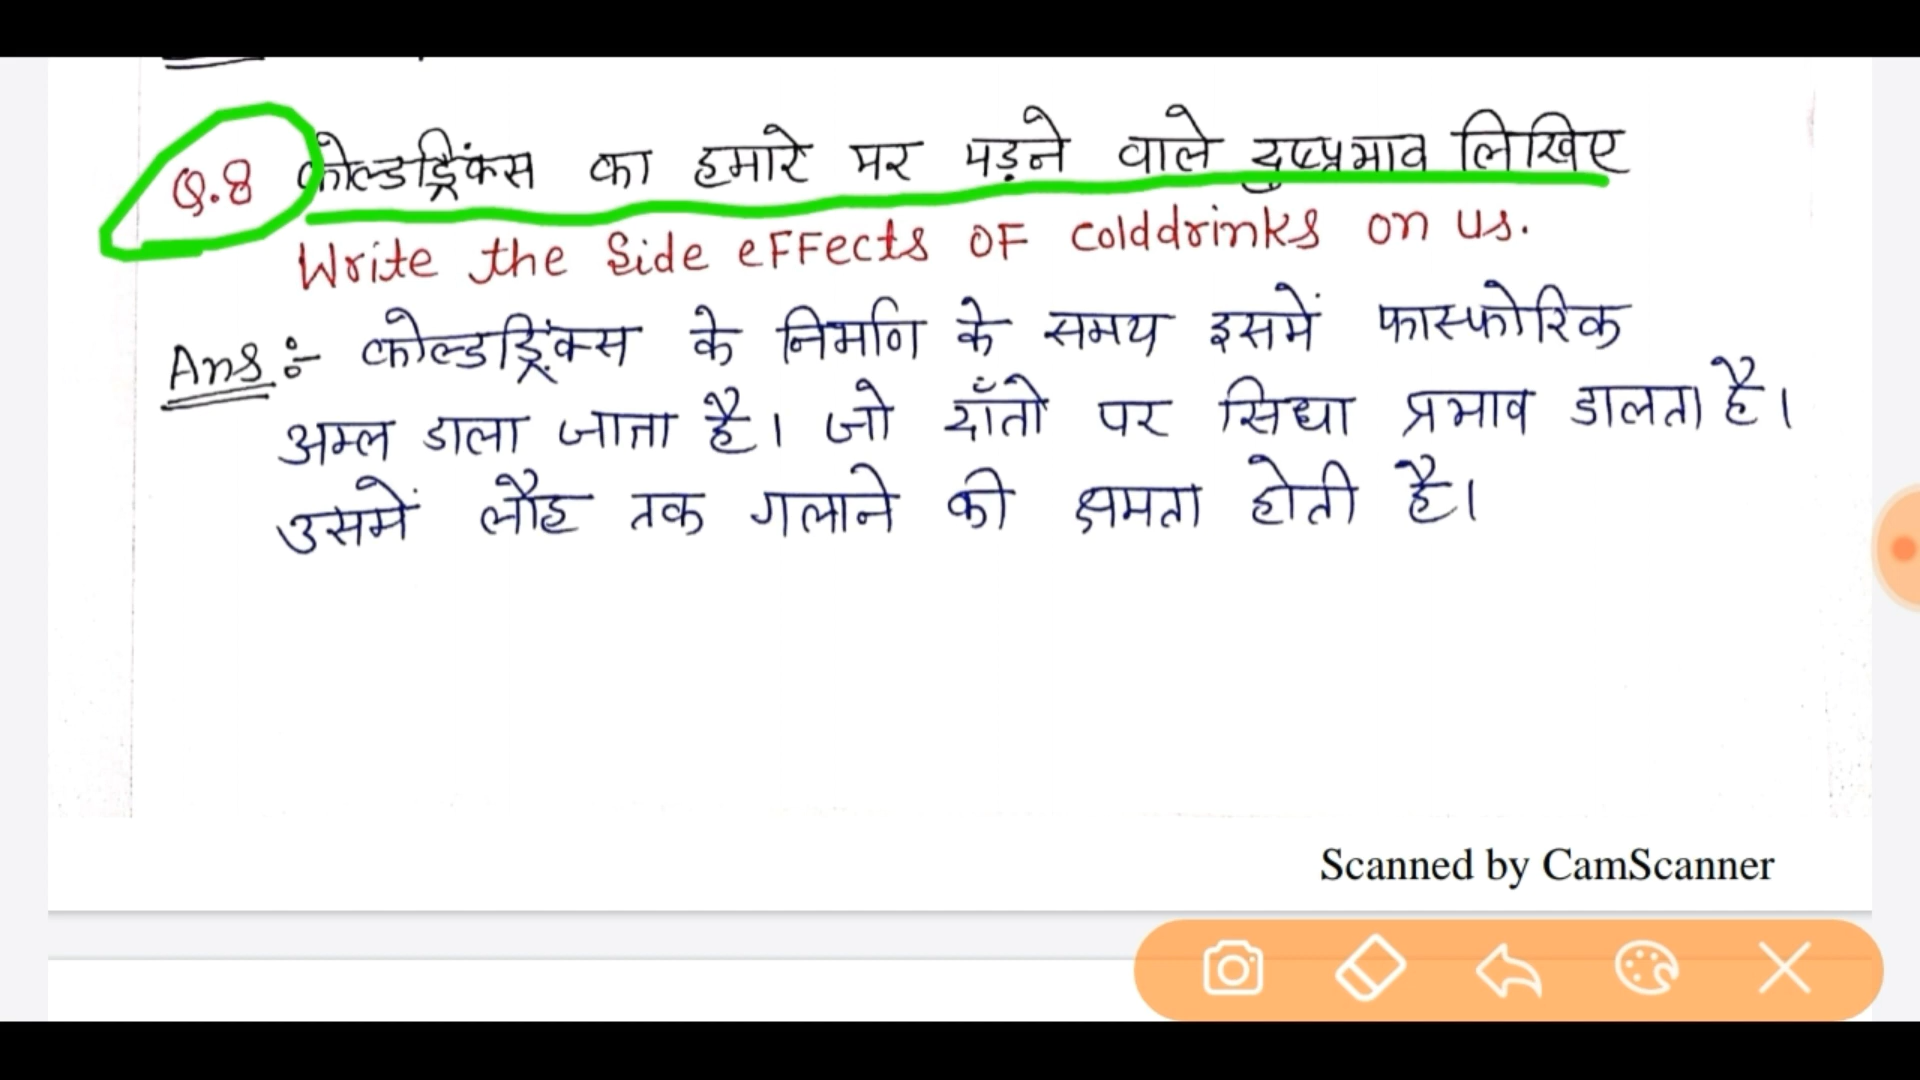 Q.8 कोल्डड्रिंक्स का हमारे पर पड़ने वाले दुष्प्रभाव लिखिए
Write the Side eFFects OF colddrinks on us.
Ans :- कोल्डड्रिंक्स के निर्माण के समय इसमें फास्फोरिक
अम्ल डाला जाता है। जो दाँतो पर सिधा प्रभाव डालता है।
उसमें लौह तक गलाने की क्षमता होती है।
Scanned by CamScanner